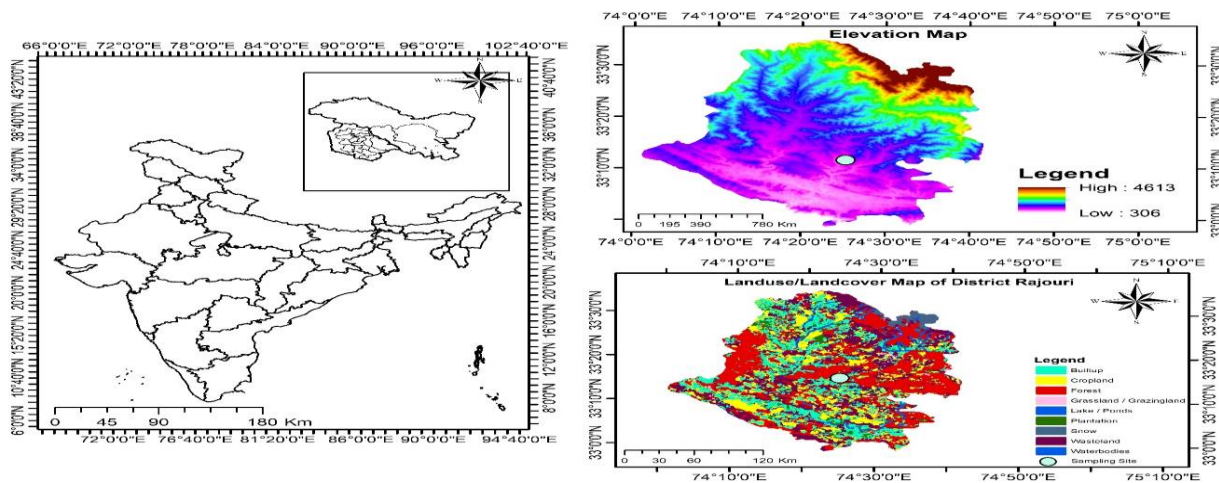 66°0'0"E 72°0'0"E 78°0'0"E 84°0'0"E 90°0'0"E 96°0'0"E 102°40'0"E
43°20'N
38°40'0"N
34°0'0"N
29°20'0"N
24°40'0"N
20°0'0"N
15°20'0"N
10°40'0"N
6°0'0"N
40°40'0"N
36°0'0"N
32°0'0"N
28°0'0"N
24°0'0"N
20°0'0"N
16°0'0"N
12°0'0"N
8°0'0"N
N
W E
S
0 45 90 180 Km
72°0'0"E 76°40'0"E 81°20'0"E 86°0'0"E 90°0'0"E 94°40'0"E
74°0'0"E 74°10'0"E 74°20'0"E 74°30'0"E 74°40'0"E 74°50'0"E 75°0'0"E
Elevation Map
N
W E
S
33°30'N
33°20'N
33°10'N
33°0'0"N
Legend
High : 4613
Low : 306
0 195 390 780 Km
74°0'0"E 74°10'0"E 74°20'0"E 74°30'0"E 74°40'0"E 74°50'0"E 75°0'0"E
74°10'0"E 74°30'0"E 74°50'0"E 75°10'0"E
Landuse/Landcover Map of District Rajouri
N
W E
S
33°30'N
33°20'N
33°10'N
33°0'N
Legend
Builtup
Cropland
Forest
Grassland / Grazingland
Lake / Ponds
Plantation
Snow
Wasteland
Waterbodies
Sampling Site
0 30 60 120 Km
74°10'0"E 74°30'0"E 74°50'0"E 75°10'0"E